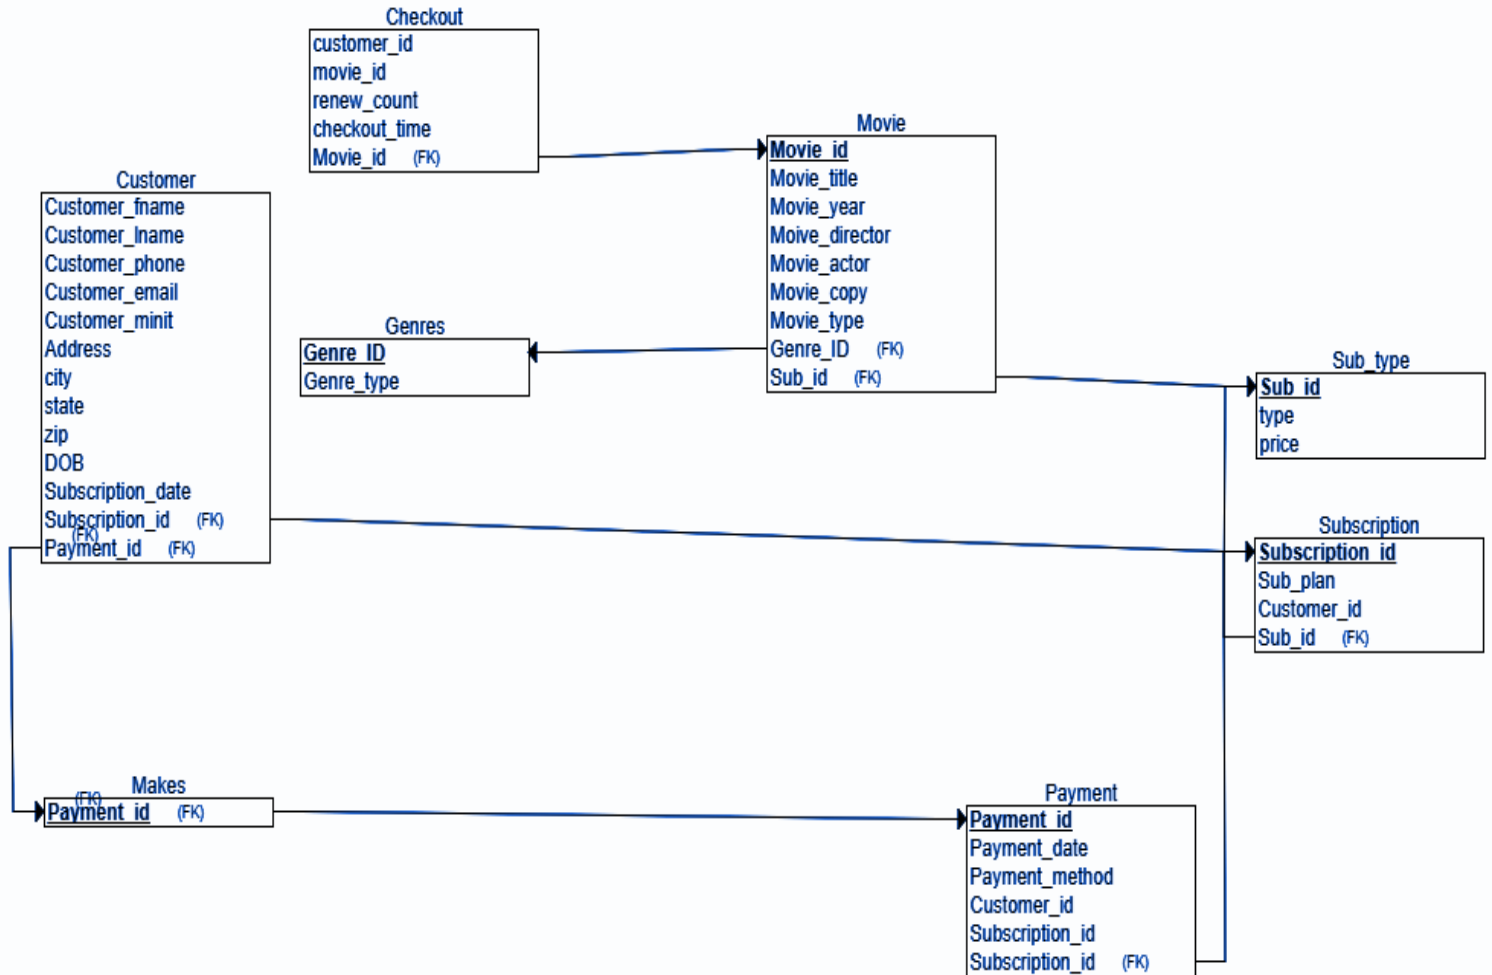 Checkout
customer_id
movie_id
renew_count
checkout_time
Movie_id (FK)
Movie
Movie_id
Movie_title
Movie_year
Moive_director
Movie_actor
Movie_copy
Movie_type
Genre_ID (FK)
Sub_id (FK)
Customer
Customer_fname
Customer_lname
Customer_phone
Customer_email
Customer_minit
Address
city
state
zip
DOB
Subscription_date
Subscription_id (FK)
(FK)
Payment_id (FK)
Genres
Genre_ID
Genre_type
Sub_type
Sub_id
type
price
Subscription
Subscription_id
Sub_plan
Customer_id
Sub_id (FK)
Makes
(FK)
Payment_id (FK)
Payment
Payment_id
Payment_date
Payment_method
Customer_id
Subscription_id
Subscription_id (FK)